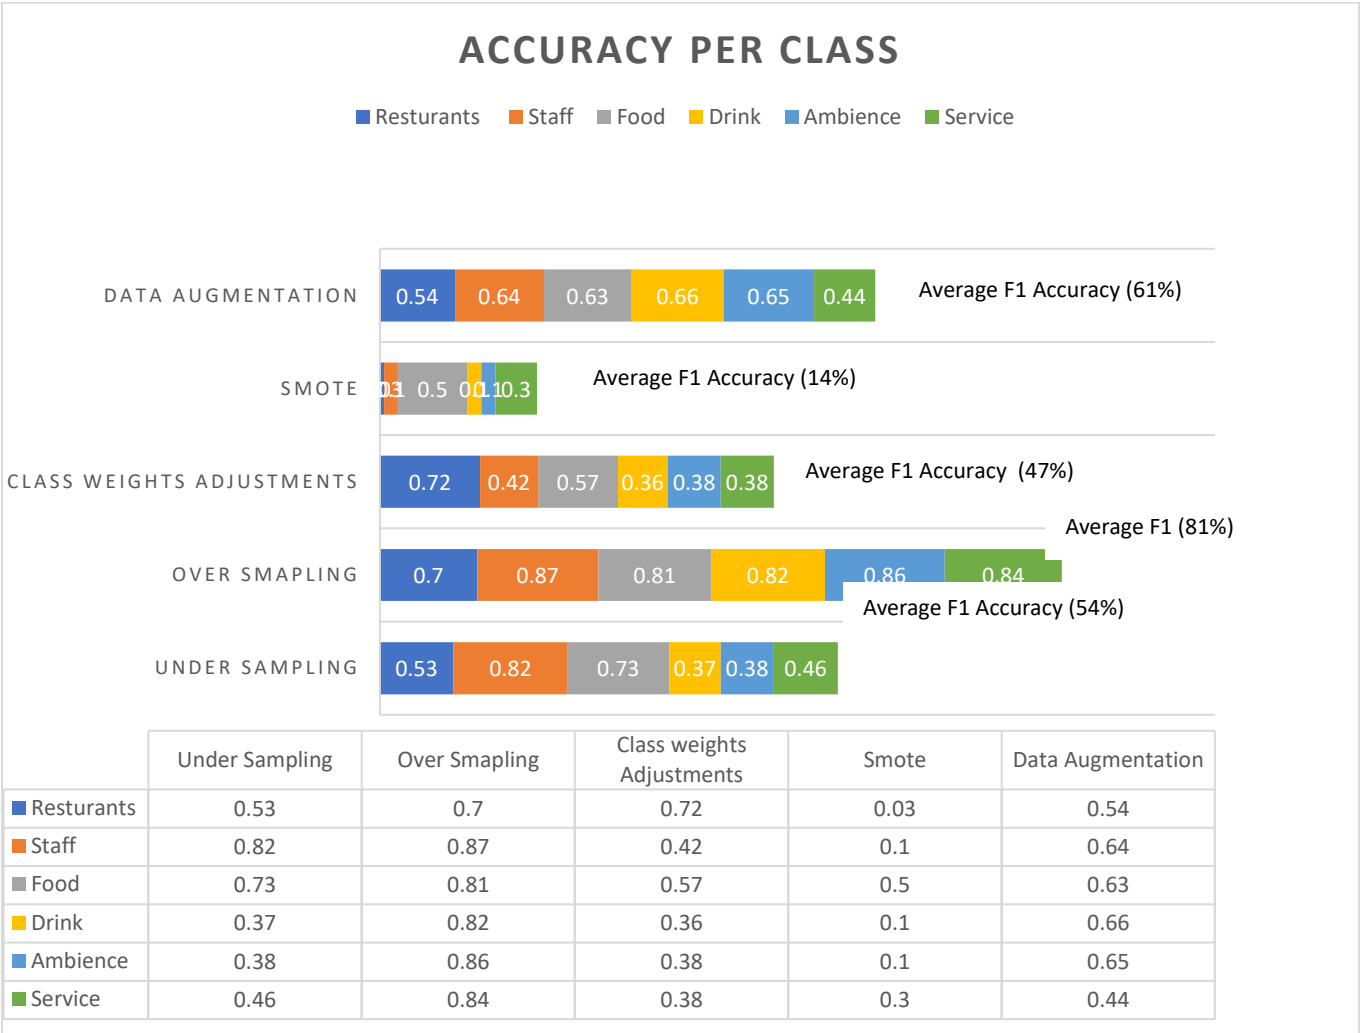 ACCURACY PER CLASS
Resturants Staff Food Drink Ambience Service
DATA AUGMENTATION 0.54 0.64 0.63 0.66 0.65 0.44 Average F1 Accuracy (61%)
SMOTE 0.03 0.1 0.5 0.1 0.1 0.3 Average F1 Accuracy (14%)
CLASS WEIGHTS ADJUSTMENTS 0.72 0.42 0.57 0.36 0.38 0.38 Average F1 Accuracy (47%)
Average F1 (81%)
OVER SMAPLING 0.7 0.87 0.81 0.82 0.86 0.84
Average F1 Accuracy (54%)
UNDER SAMPLING 0.53 0.82 0.73 0.37 0.38 0.46
Under Sampling Over Smapling Class weights Adjustments Smote Data Augmentation
Resturants 0.53 0.7 0.72 0.03 0.54
Staff 0.82 0.87 0.42 0.1 0.64
Food 0.73 0.81 0.57 0.5 0.63
Drink 0.37 0.82 0.36 0.1 0.66
Ambience 0.38 0.86 0.38 0.1 0.65
Service 0.46 0.84 0.38 0.3 0.44